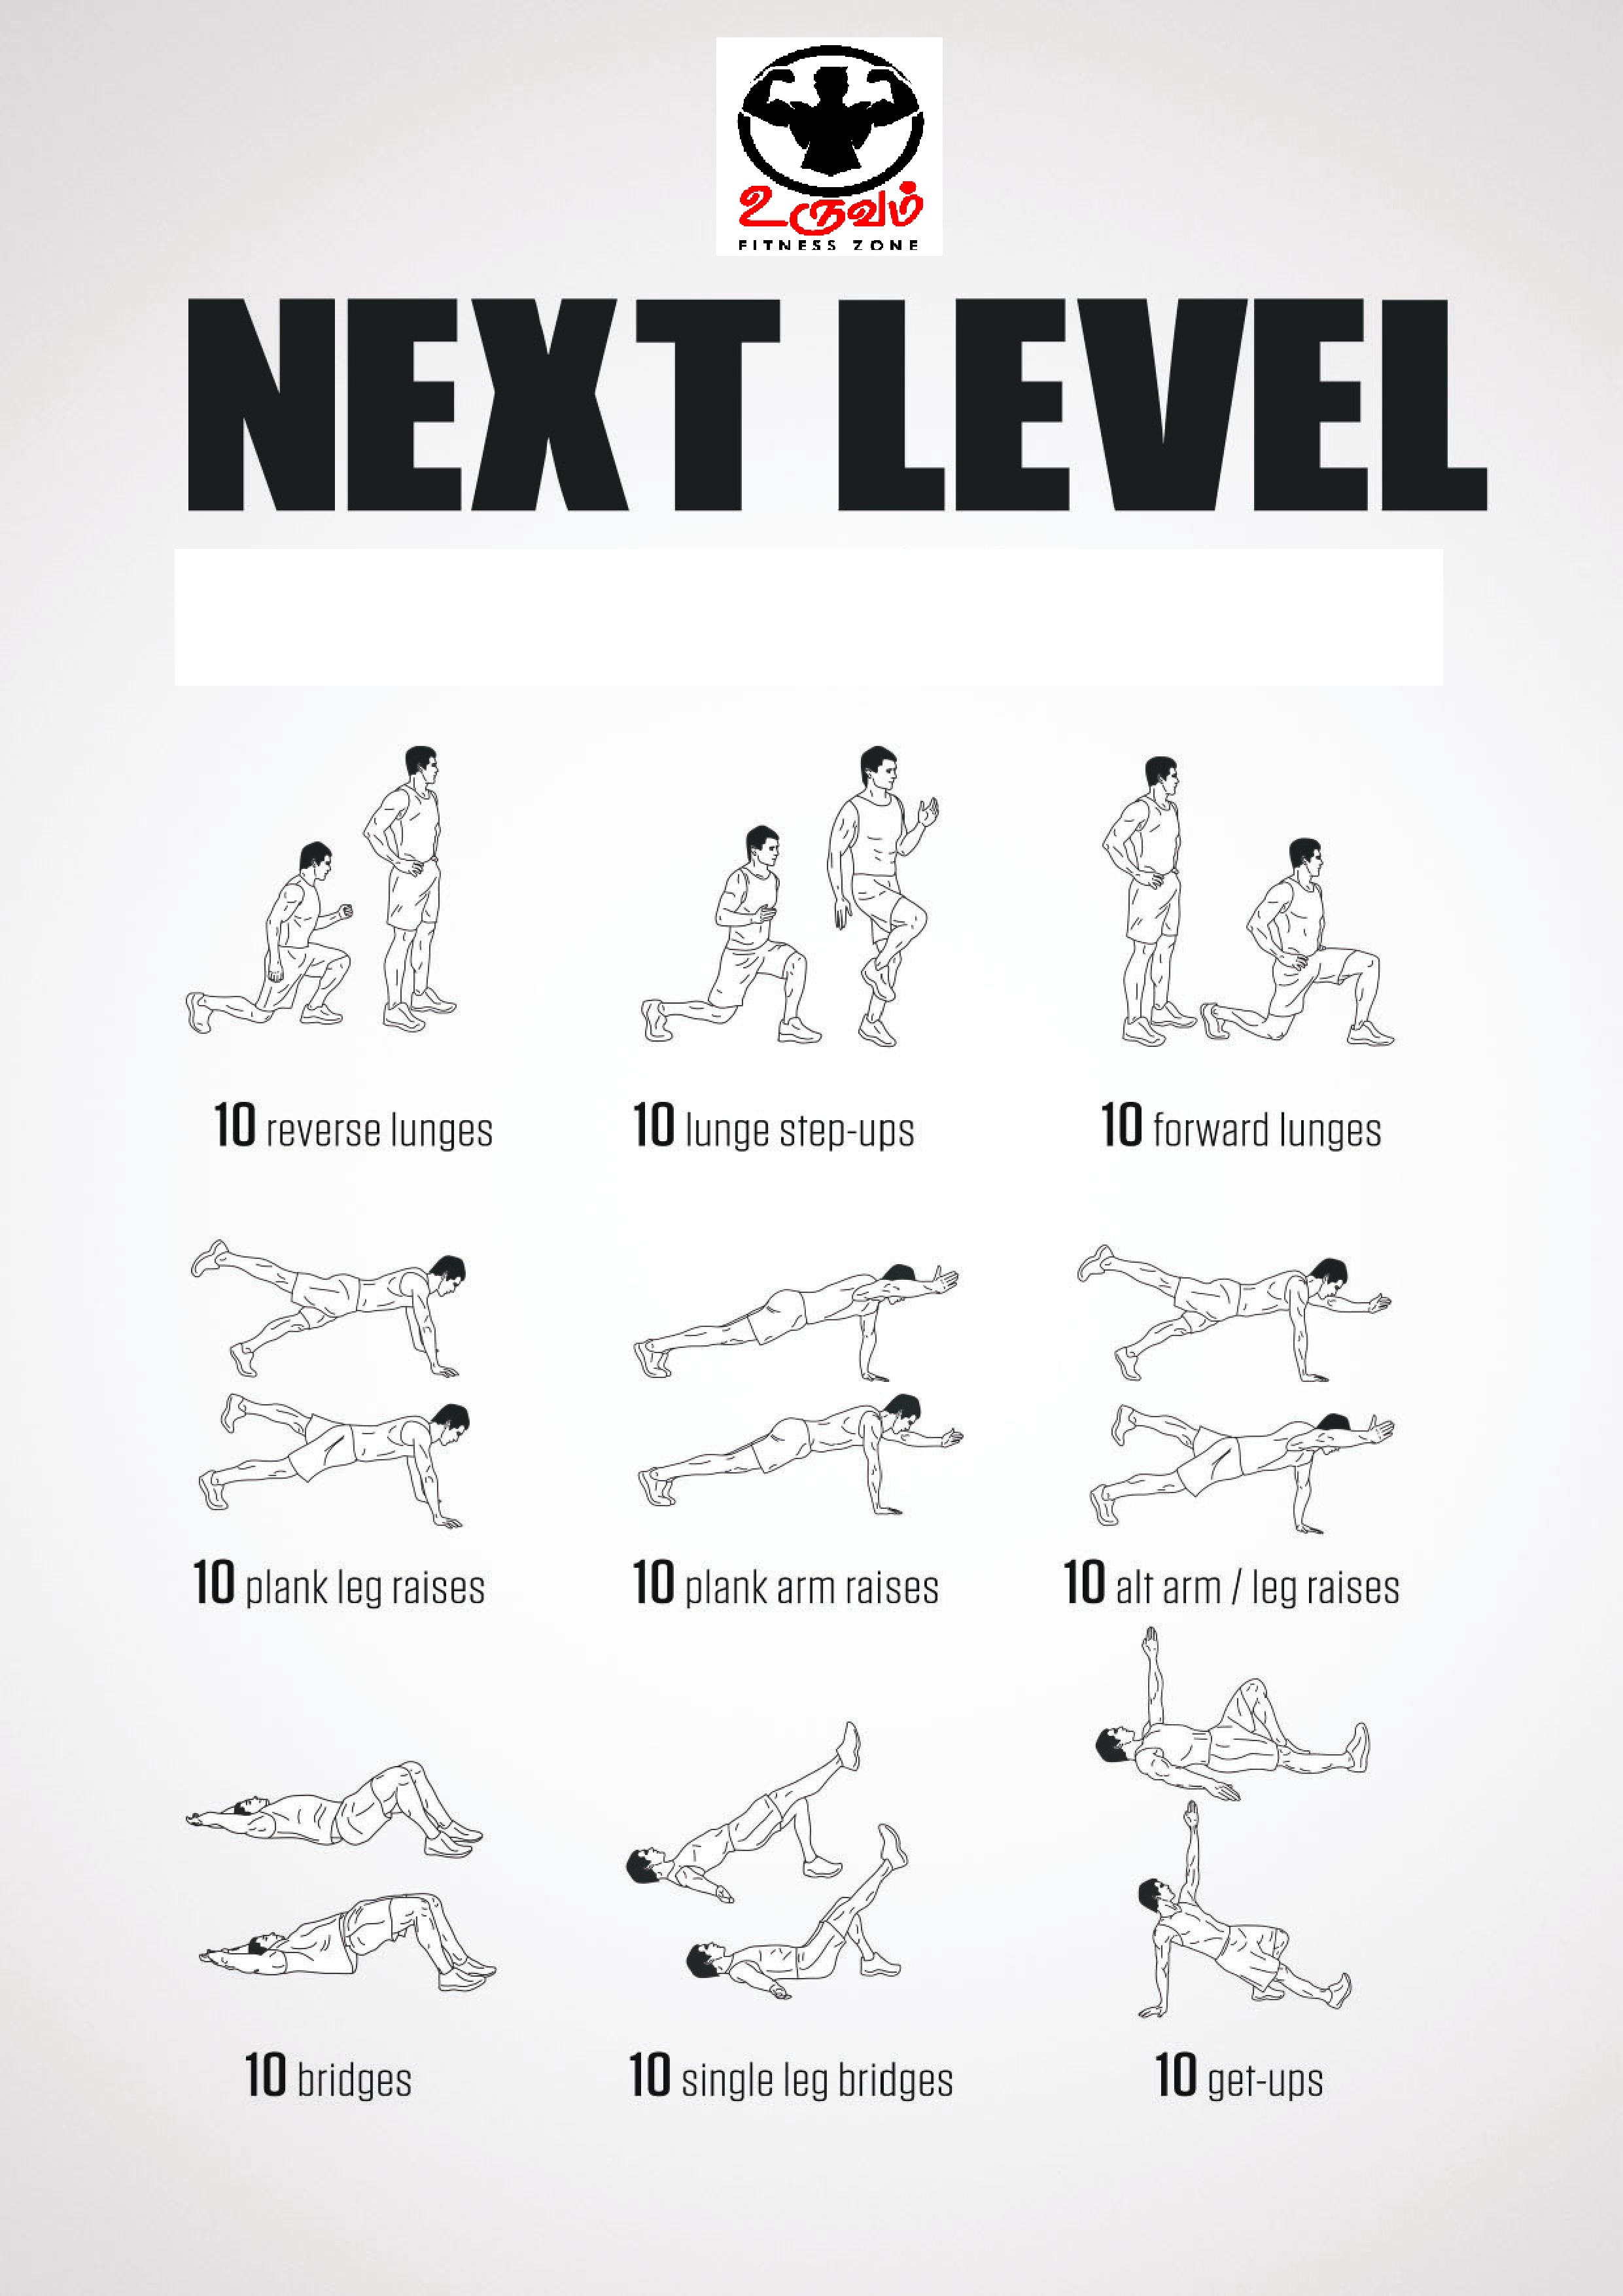 உருவம்
FITNESS ZONE
NEXT LEVEL
10 reverse lunges
10 lunge step-ups
10 forward lunges
10 plank leg raises
10 plank arm raises
10 alt arm / leg raises
10 bridges
10 single leg bridges
10 get-ups